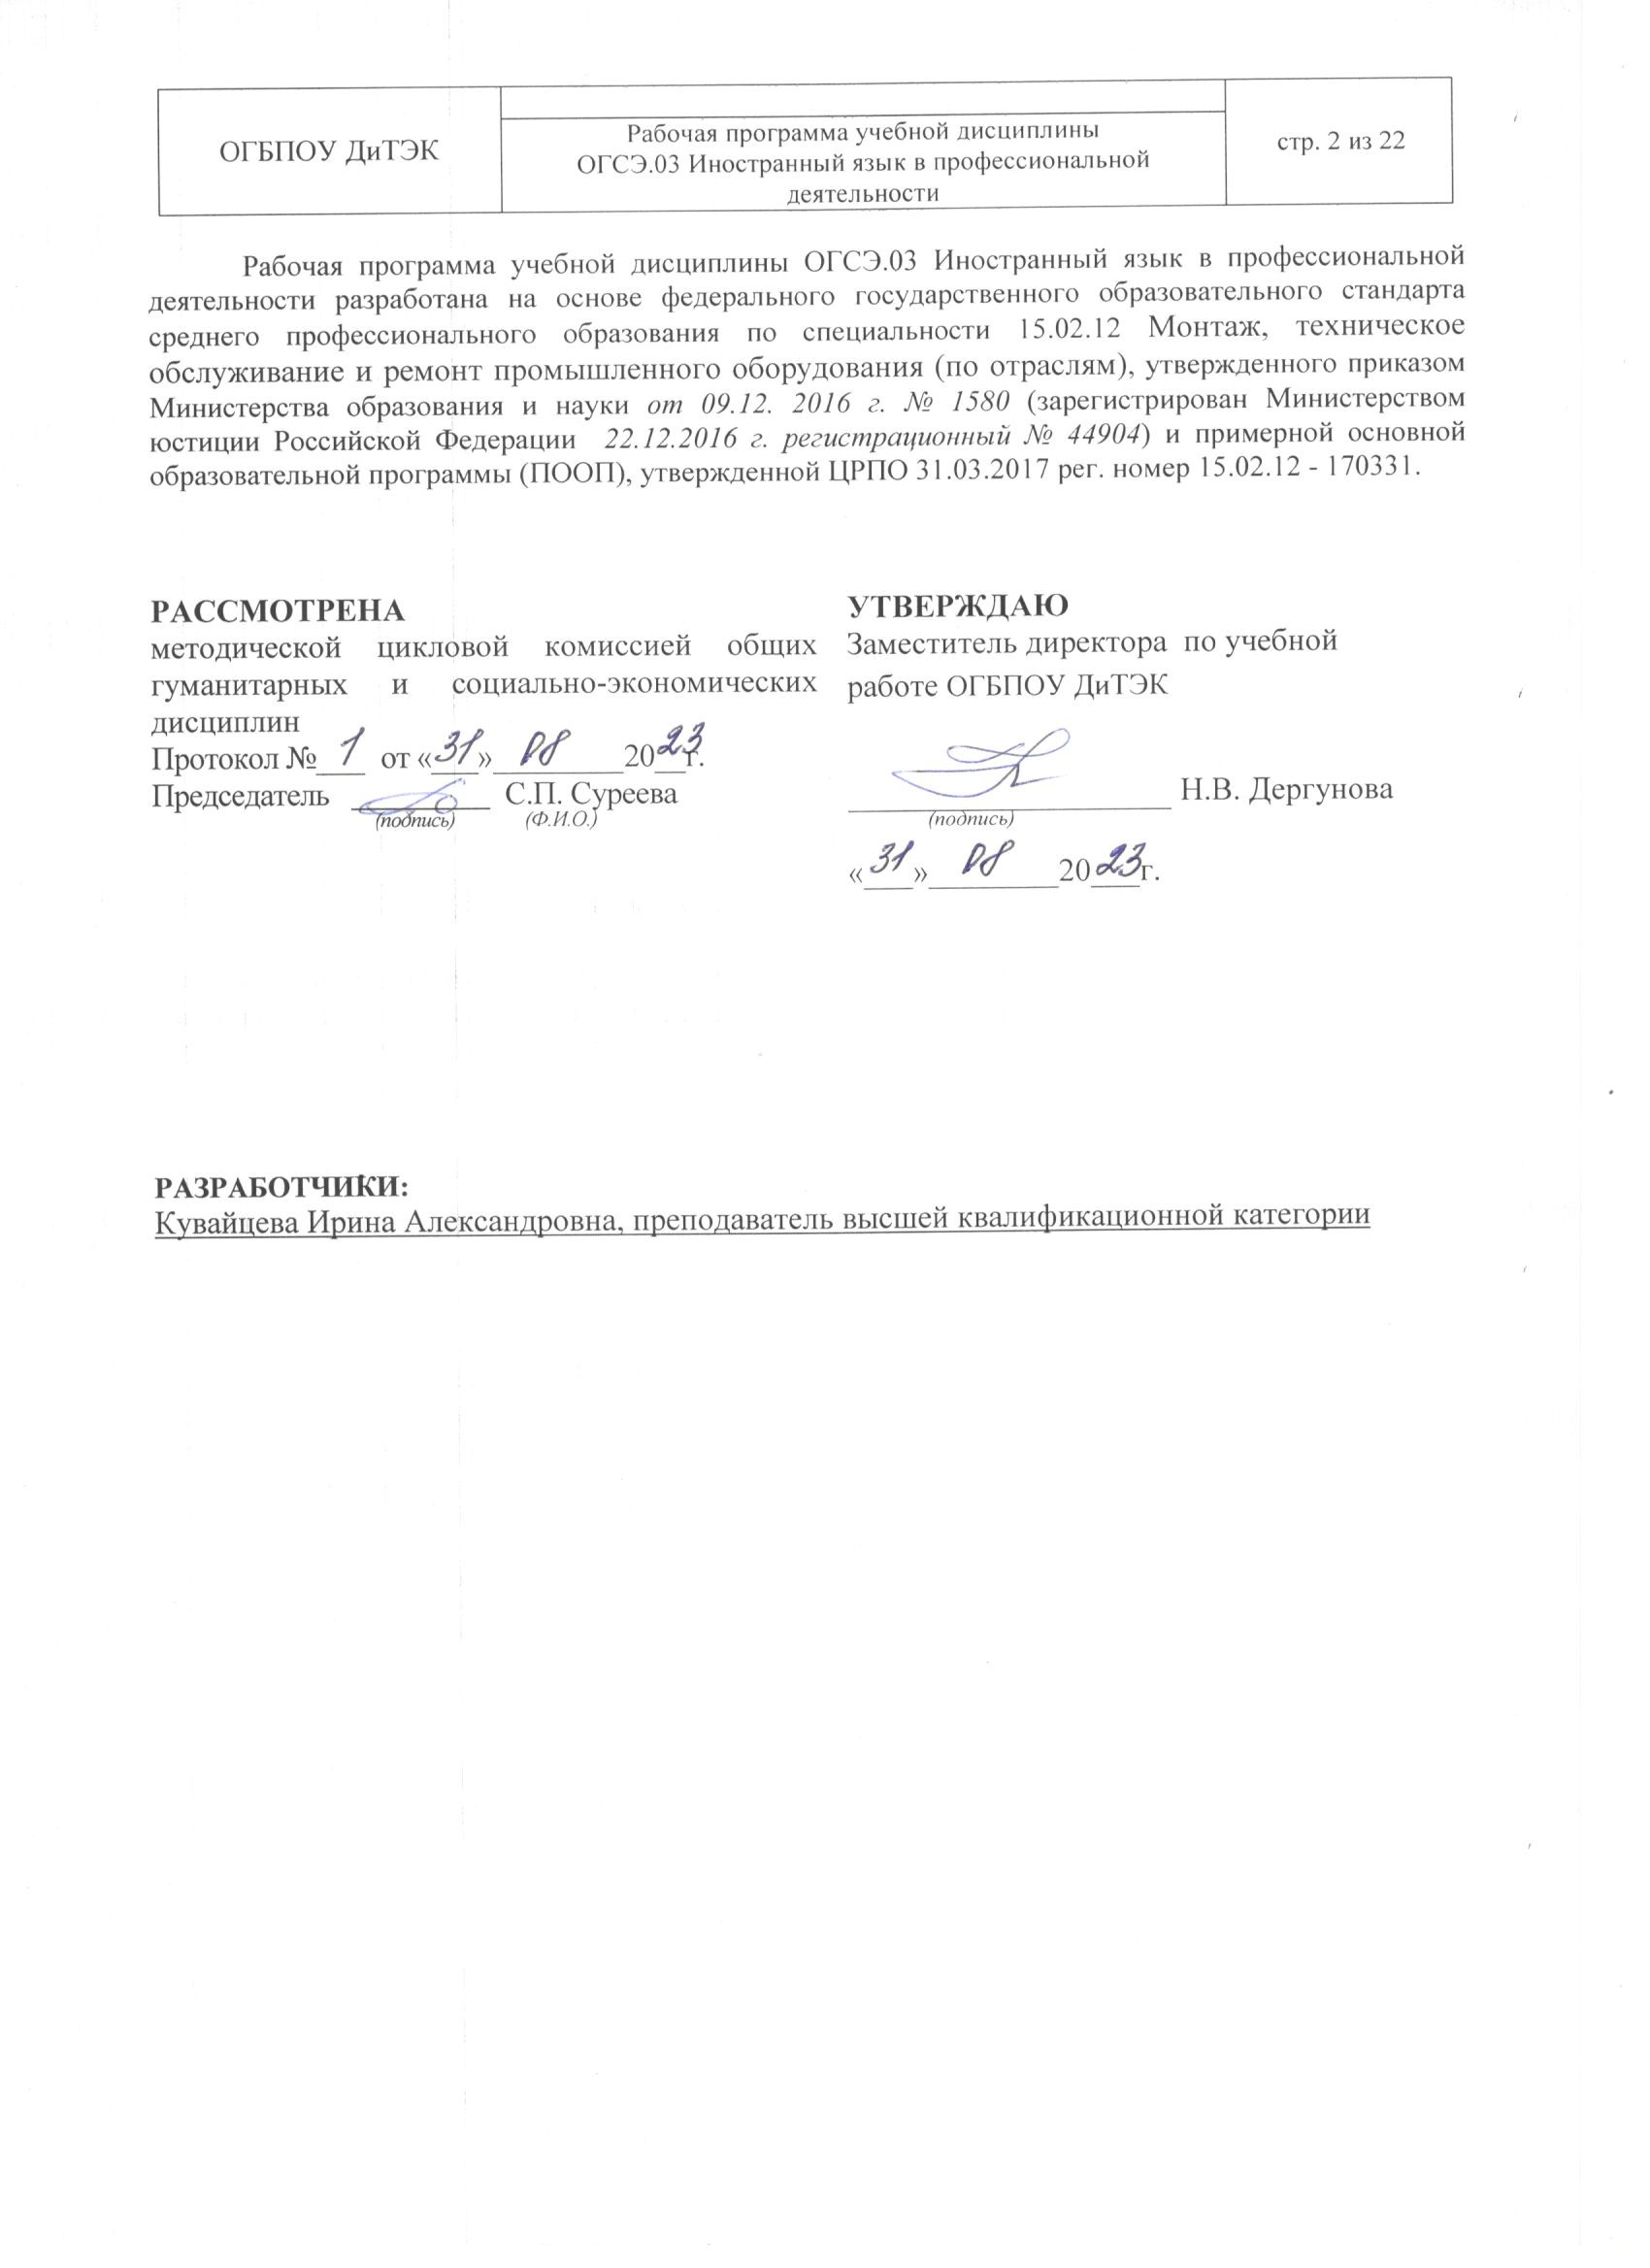 ОГБПОУ ДиТЭК
Рабочая программа учебной дисциплины
ОГСЭ.03 Иностранный язык в профессиональной
деятельности
стр. 2 из 22
Рабочая программа учебной дисциплины ОГСЭ.03 Иностранный язык в профессиональной
деятельности разработана на основе федерального государственного образовательного стандарта
среднего профессионального образования по специальности 15.02.12 Монтаж, техническое
обслуживание и ремонт промышленного оборудования (по отраслям), утвержденного приказом
Министерства образования и науки от 09.12. 2016 г. № 1580 (зарегистрирован Министерством
юстиции Российской Федерации 22.12.2016 г. регистрационный № 44904) и примерной основной
образовательной программы (ПООП), утвержденной ЦРПО 31.03.2017 рег. номер 15.02.12 - 170331.
РАССМОТРЕНА
методической цикловой комиссией общих
гуманитарных и социально-экономических
дисциплин
Протокол № 1 от «31» 08 2023г.
Председатель С.П. Суреева
(подпись) (Ф.И.О.)
УТВЕРЖДАЮ
Заместитель директора по учебной
работе ОГБПОУ ДиТЭК
Н.В. Дергунова
(подпись)
«31» 08 2023г.
РАЗРАБОТЧИКИ:
Кувайцева Ирина Александровна, преподаватель высшей квалификационной категории